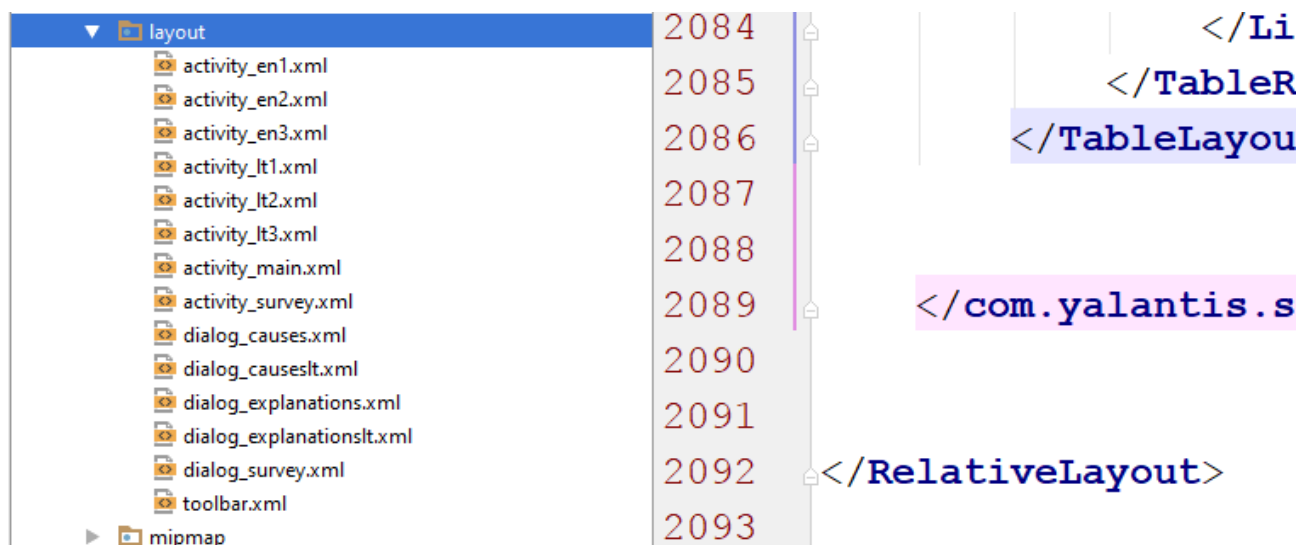 layout
activity_en1.xml
activity_en2.xml
activity_en3.xml
activity_lt1.xml
activity_lt2.xml
activity_lt3.xml
activity_main.xml
activity_survey.xml
dialog_causes.xml
dialog_causeslt.xml
dialog_explanations.xml
dialog_explanationslt.xml
dialog_survey.xml
toolbar.xml
mipmap
2084 </Li
2085 </TableR
2086 </TableLayou
2087
2088
2089 </com.yalantis.s
2090
2091
2092 </RelativeLayout>
2093